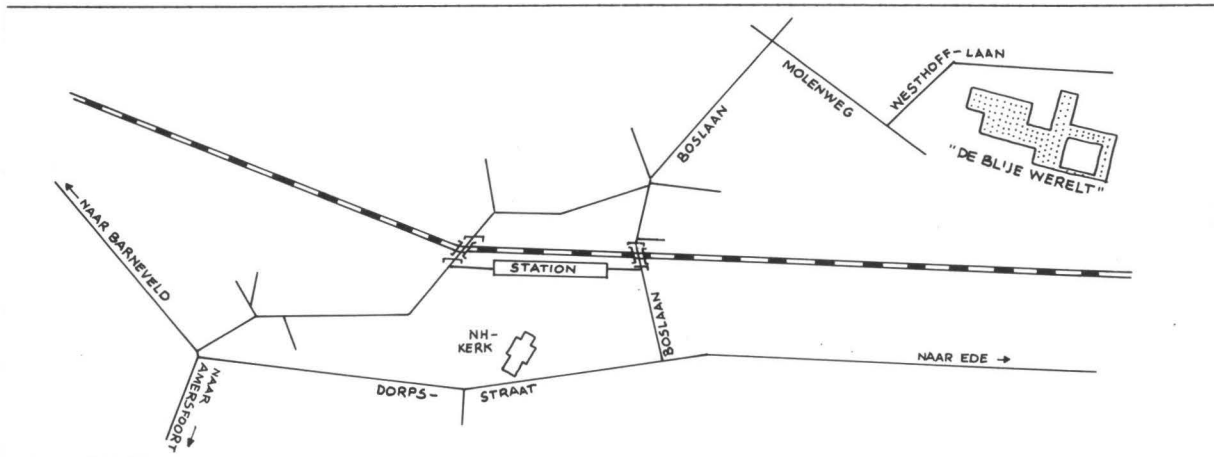 WESTHOFF-LAAN
MOLENWEG
BOSLAAN
"DE BLIJE WERELT"
NAAR BARNEVELD
STATION
BOSLAAN
NH-
KERK
NAAR EDE
DORPS-STRAAT
NAAR
AMERSFOORT